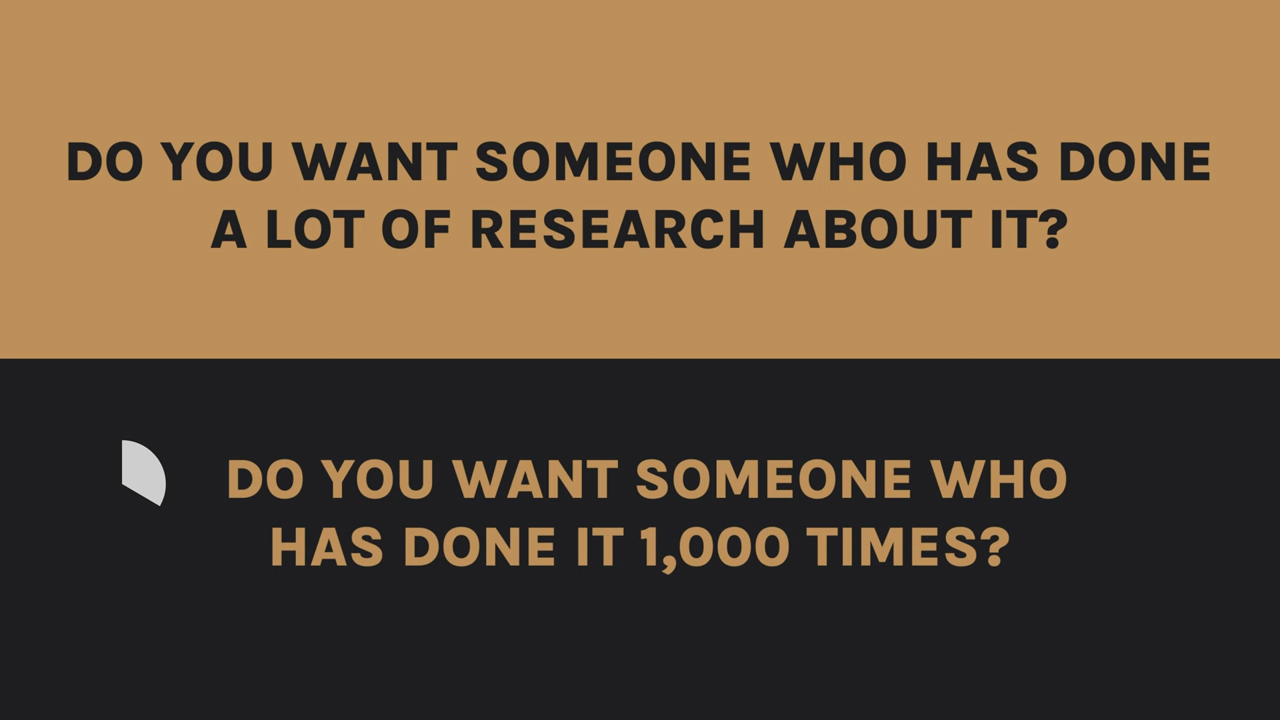 DO YOU WANT SOMEONE WHO HAS DONE
A LOT OF RESEARCH ABOUT IT?
DO YOU WANT SOMEONE WHO
HAS DONE IT 1,000 TIMES?